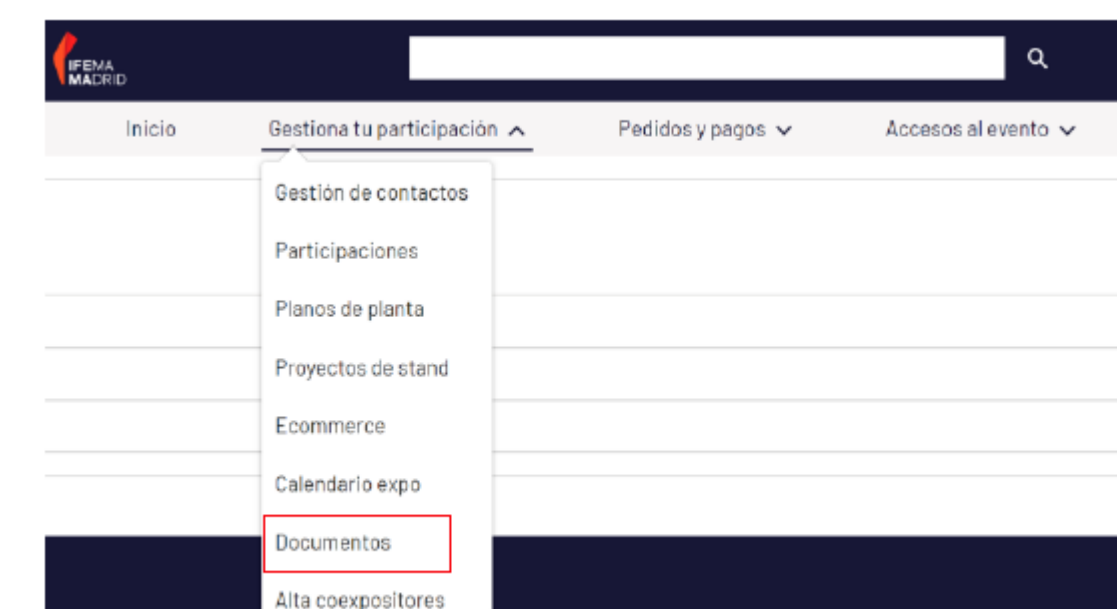 IFEMA
MADRID
Inicio Gestiona tu participación Pedidos y pagos Accesos al evento
Gestión de contactos
Participaciones
Planos de planta
Proyectos de stand
Ecommerce
Calendario expo
Documentos
Alta coexpositores